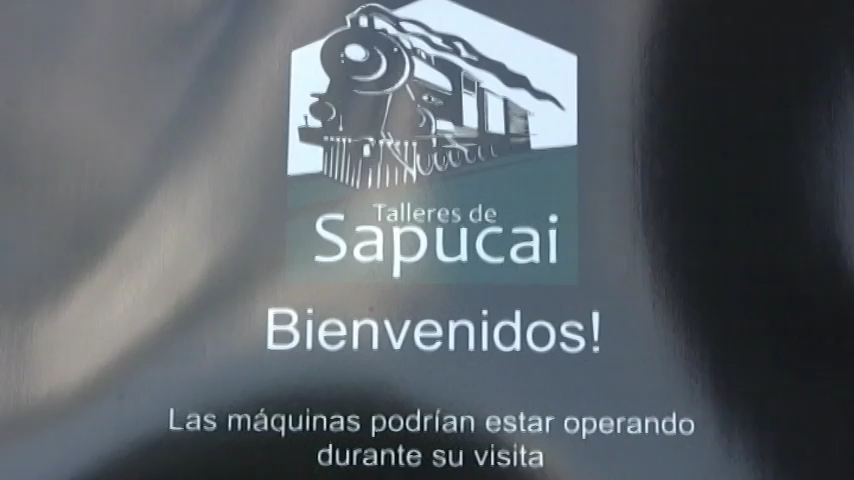 Talleres de
Sapucai
Bienvenidos!
Las máquinas podrían estar operando
durante su visita